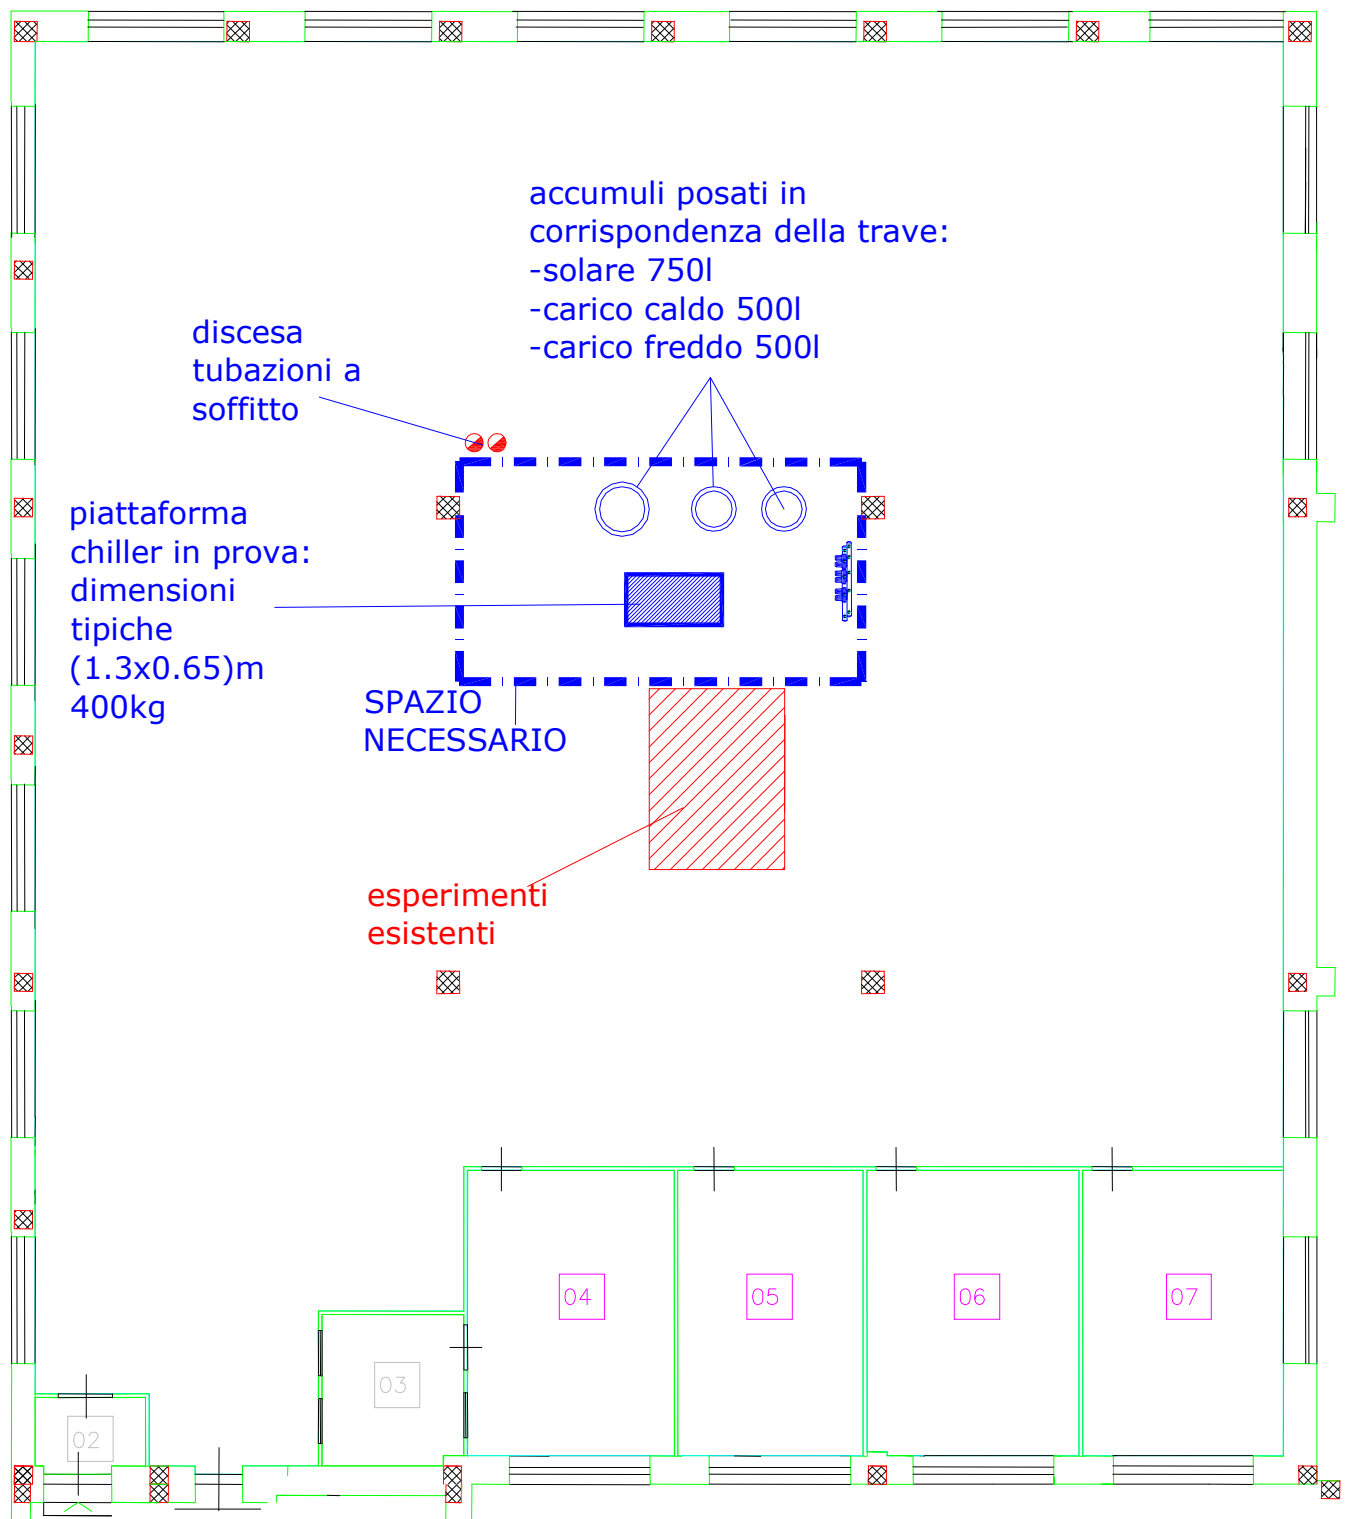 accumuli posati in
corrispondenza della trave:
-solare 750l
-carico caldo 500l
-carico freddo 500l
discesa
tubazioni a
soffitto
piattaforma
chiller in prova:
dimensioni
tipiche
(1.3x0.65)m
400kg
SPAZIO
NECESSARIO
esperimenti
esistenti
04
05
06
07
03
02